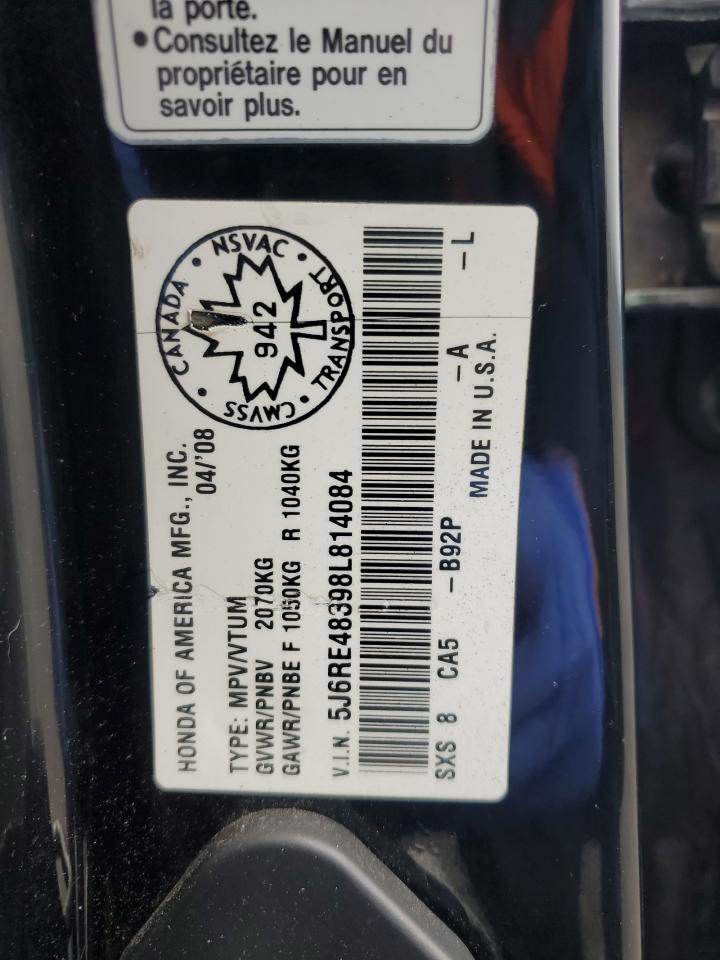 la porte.
• Consultez le Manuel du
propriétaire pour en
savoir plus.
HONDA OF AMERICA MFG., INC.
04/'08
TYPE: MPV/VTUM
GVWR/PNBV 2070KG
GAWR/PNBE F 1050KG R 1040KG
V.I.N. 5J6RE48398L814084
SXS 8 CA5 -B92P -A -L
MADE IN U.S.A.
CANADA • NSVAC • TRANSPORT • CMVSS •
942